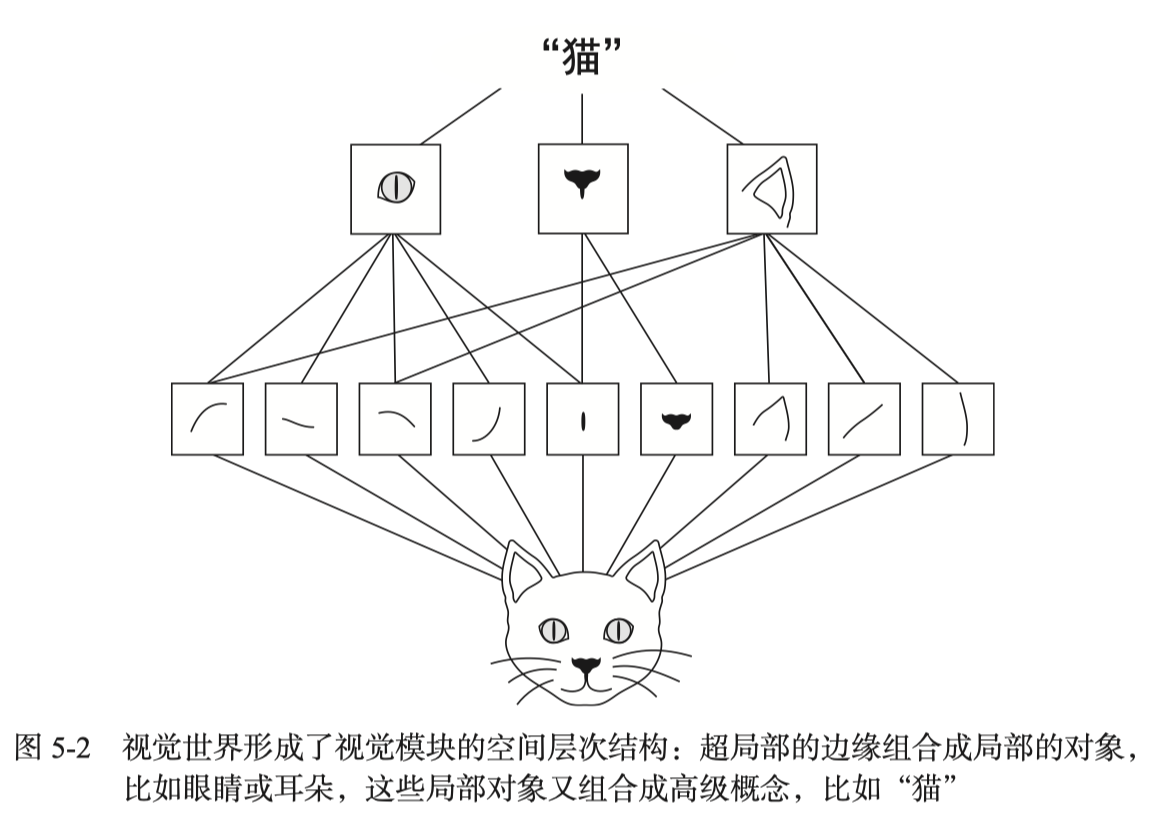 “猫”
图 5-2 视觉世界形成了视觉模块的空间层次结构：超局部的边缘组合成局部的对象，
比如眼睛或耳朵，这些局部对象又组合成高级概念，比如“猫”